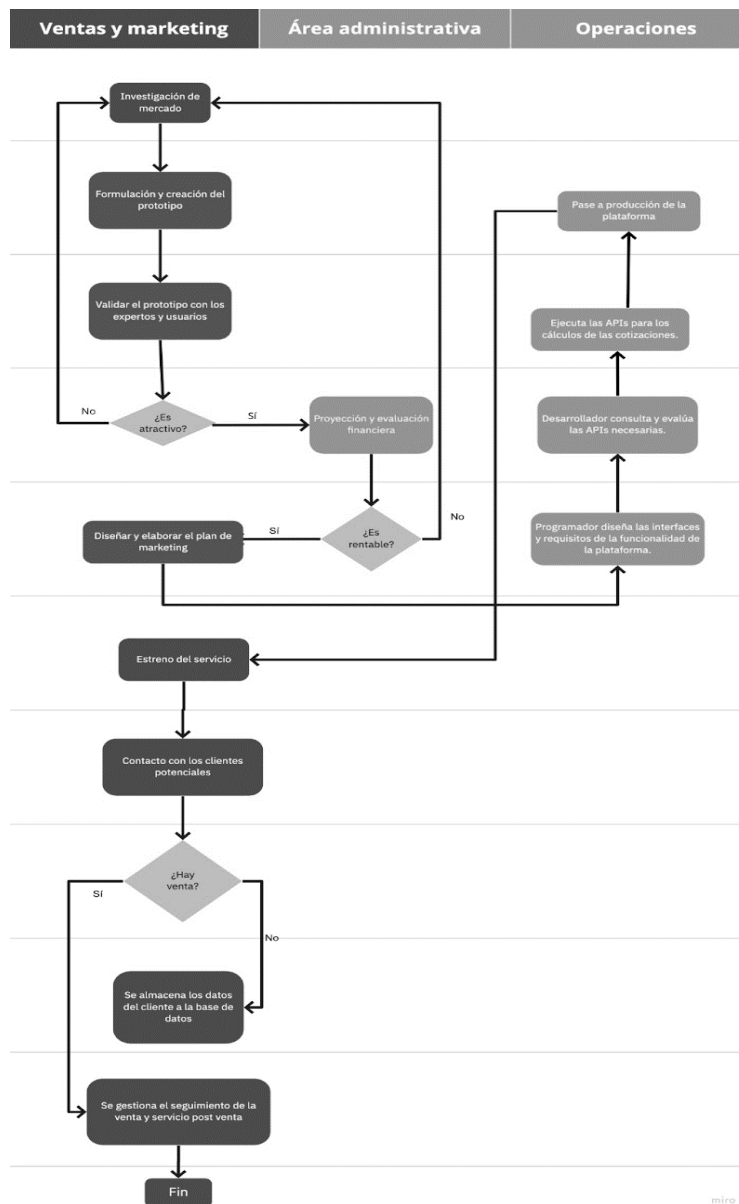 Ventas y marketing
Área administrativa
Operaciones
Investigación de
mercado
Formulación y creación del
prototipo
Pase a producción de la
plataforma
Validar el prototipo con los
expertos y usuarios
Ejecuta las APIs para los
cálculos de las cotizaciones.
No
¿Es
atractivo?
Sí
Proyección y evaluación
financiera
Desarrollador consulta y evalúa
las APIs necesarias.
Diseñar y elaborar el plan de
marketing
Sí
¿Es
rentable?
No
Programador diseña las interfaces
y requisitos de la funcionalidad de
la plataforma.
Estreno del servicio
Contacto con los clientes
potenciales
¿Hay
venta?
Sí
No
Se almacena los datos
del cliente a la base de
datos
Se gestiona el seguimiento de la
venta y servicio post venta
Fin
miro